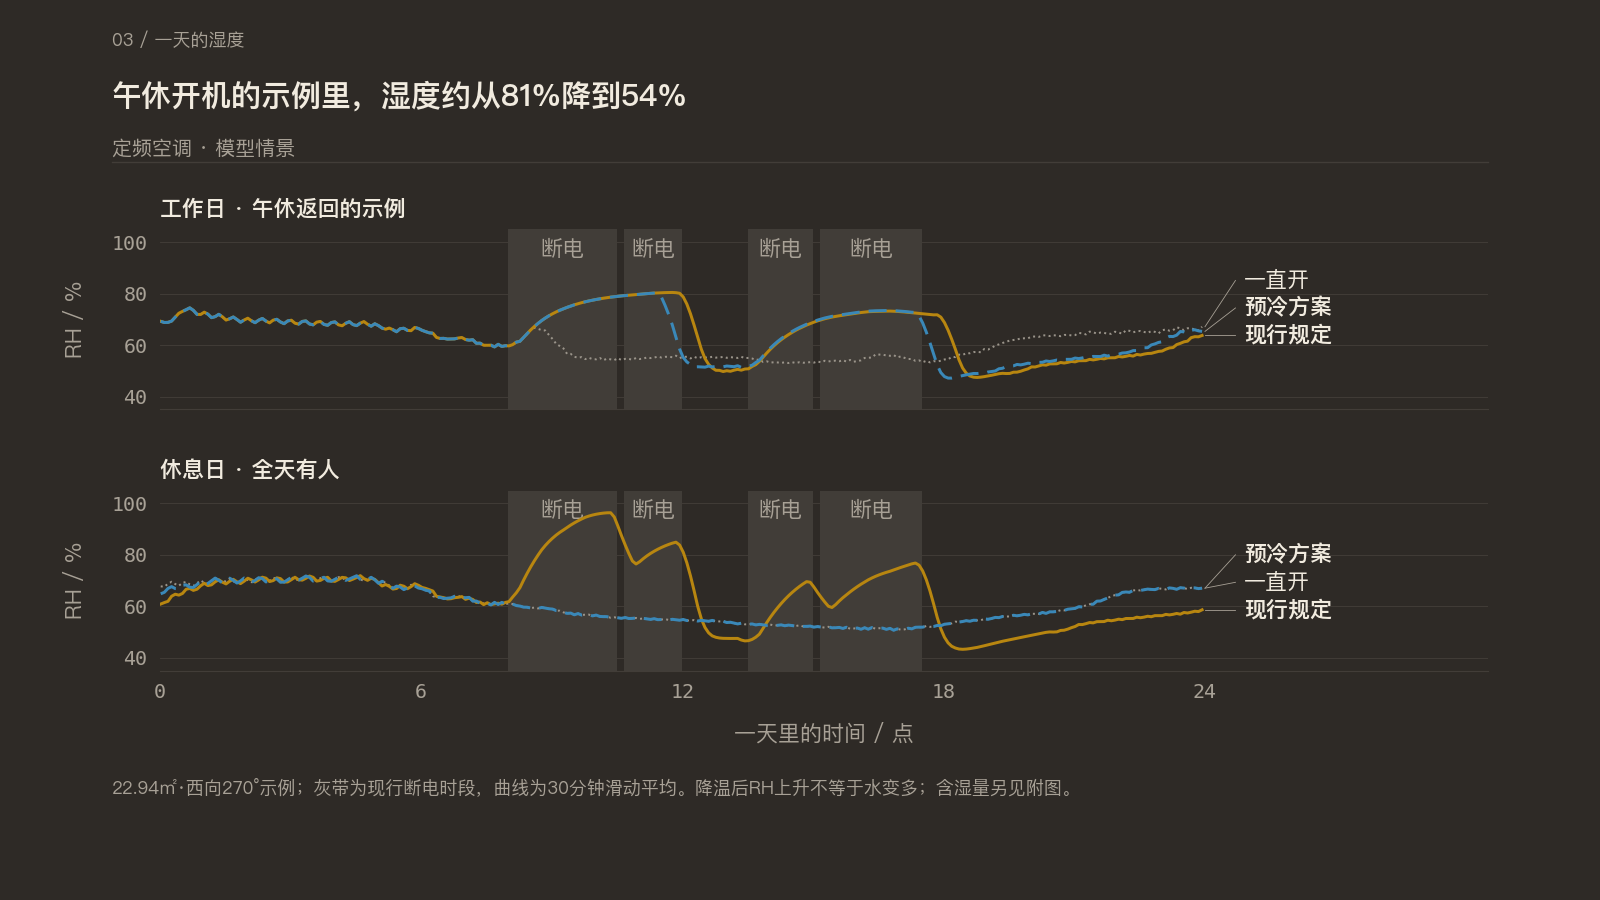 03 / 一天的湿度
午休开机的示例里，湿度约从81%降到54%
定频空调 · 模型情景
工作日 · 午休返回的示例
断电 断电 断电 断电
100
80
60
40
RH / %
一直开
预冷方案
现行规定
休息日 · 全天有人
断电 断电 断电 断电
100
80
60
40
RH / %
预冷方案
一直开
现行规定
0 6 12 18 24
一天里的时间 / 点
22.94㎡·西向270°示例；灰带为现行断电时段，曲线为30分钟滑动平均。降温后RH上升不等于水变多；含湿量另见附图。